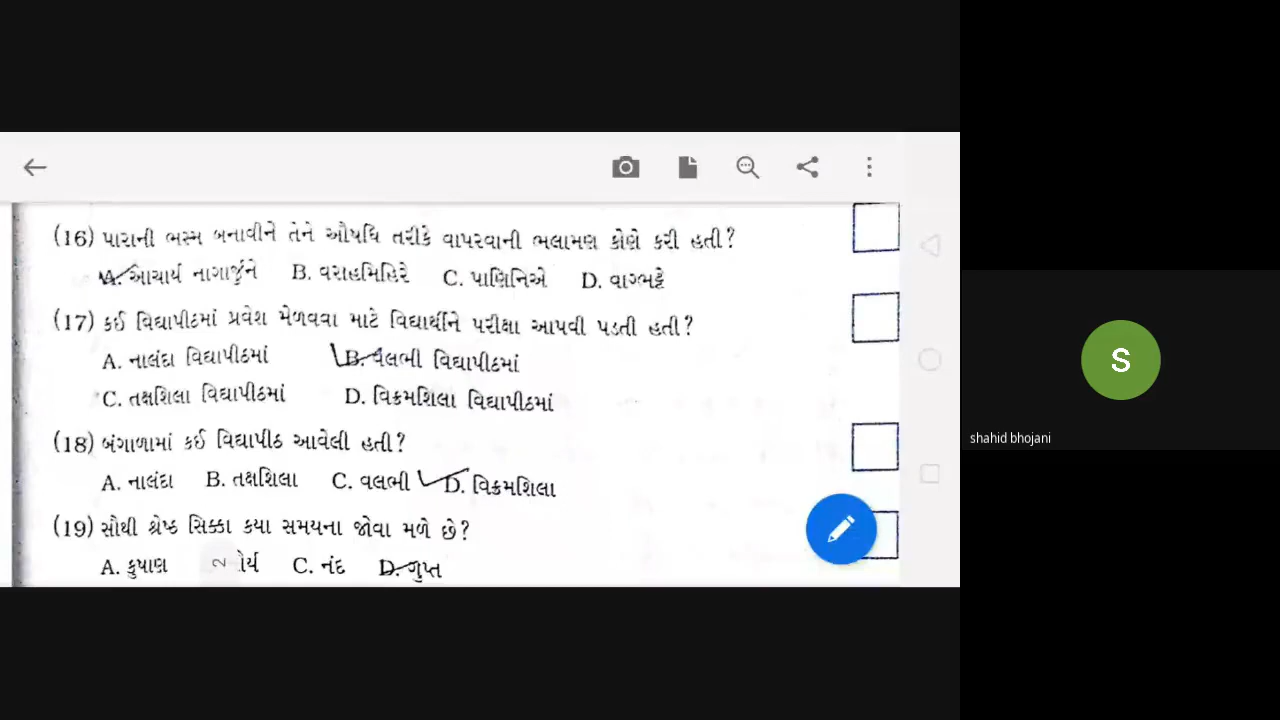 (16) પારાની ભસ્મ બનાવીને તેને ઔષધિ તરીકે વાપરવાની ભલામણ કોણે કરી હતી?
A. આચાર્ય નાગાર્જુને B. વરાહમિહિરે C. પાણિનિએ D. વાગ્ભટ્ટે
(17) કઈ વિદ્યાપીઠમાં પ્રવેશ મેળવવા માટે વિદ્યાર્થીને પરીક્ષા આપવી પડતી હતી?
A. નાલંદા વિદ્યાપીઠમાં B. વલભી વિદ્યાપીઠમાં
C. તક્ષશિલા વિદ્યાપીઠમાં D. વિક્રમશિલા વિદ્યાપીઠમાં
(18) બંગાળામાં કઈ વિદ્યાપીઠ આવેલી હતી?
A. નાલંદા B. તક્ષશિલા C. વલભી D. વિક્રમશિલા
(19) સૌથી શ્રેષ્ઠ સિક્કા કયા સમયના જોવા મળે છે?
A. કુષાણ C. નંદ D. ગુપ્ત
S
shahid bhojani